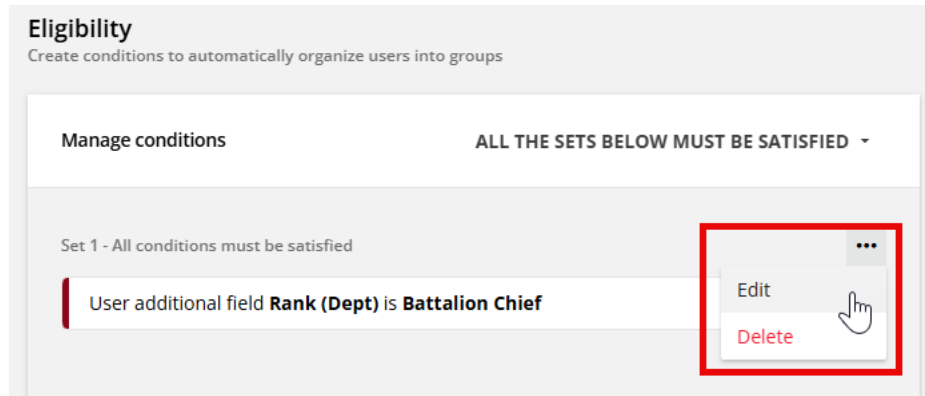 Eligibility
Create conditions to automatically organize users into groups
Manage conditions
ALL THE SETS BELOW MUST BE SATISFIED
Set 1 - All conditions must be satisfied
User additional field Rank (Dept) is Battalion Chief
Edit
Delete